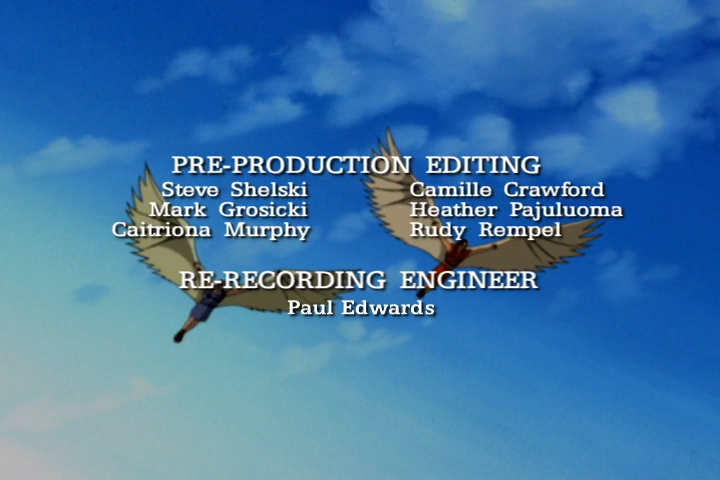 PRE-PRODUCTION EDITING
Steve Shelski Camille Crawford
Mark Grosicki Heather Pajuluoma
Caitriona Murphy Rudy Rempel
RE-RECORDING ENGINEER
Paul Edwards